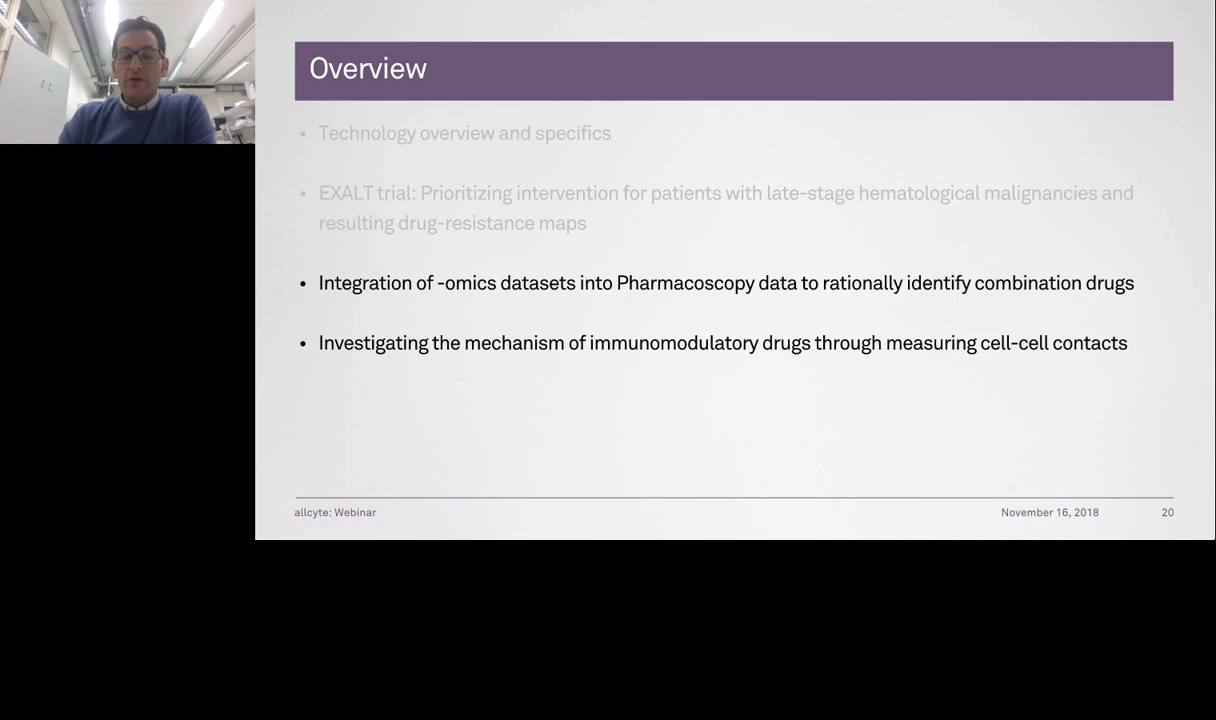 Overview
• Technology overview and specifics
• EXALT trial: Prioritizing intervention for patients with late-stage hematological malignancies and
resulting drug-resistance maps
• Integration of -omics datasets into Pharmacoscopy data to rationally identify combination drugs
• Investigating the mechanism of immunomodulatory drugs through measuring cell-cell contacts
allcyte: Webinar
November 16, 2018
20